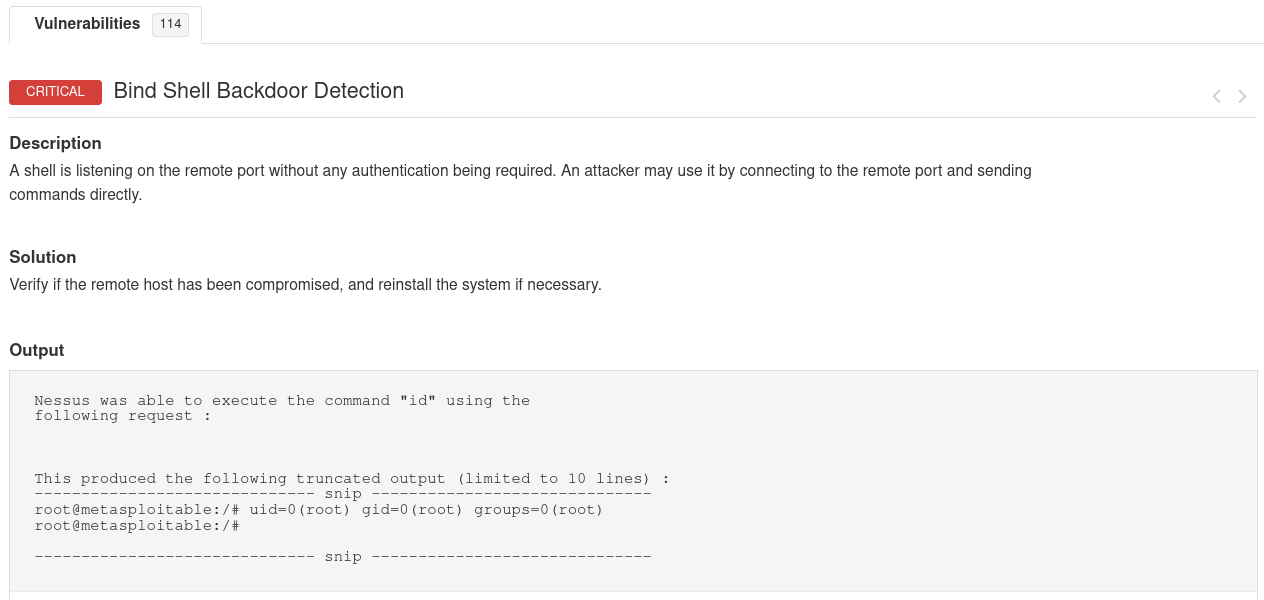 Vulnerabilities 114
CRITICAL Bind Shell Backdoor Detection
Description
A shell is listening on the remote port without any authentication being required. An attacker may use it by connecting to the remote port and sending
commands directly.
Solution
Verify if the remote host has been compromised, and reinstall the system if necessary.
Output
Nessus was able to execute the command "id" using the
following request :
This produced the following truncated output (limited to 10 lines) :
------------------------------ snip ------------------------------
root@metasploitable:/# uid=0(root) gid=0(root) groups=0(root)
root@metasploitable:/#
------------------------------ snip ------------------------------